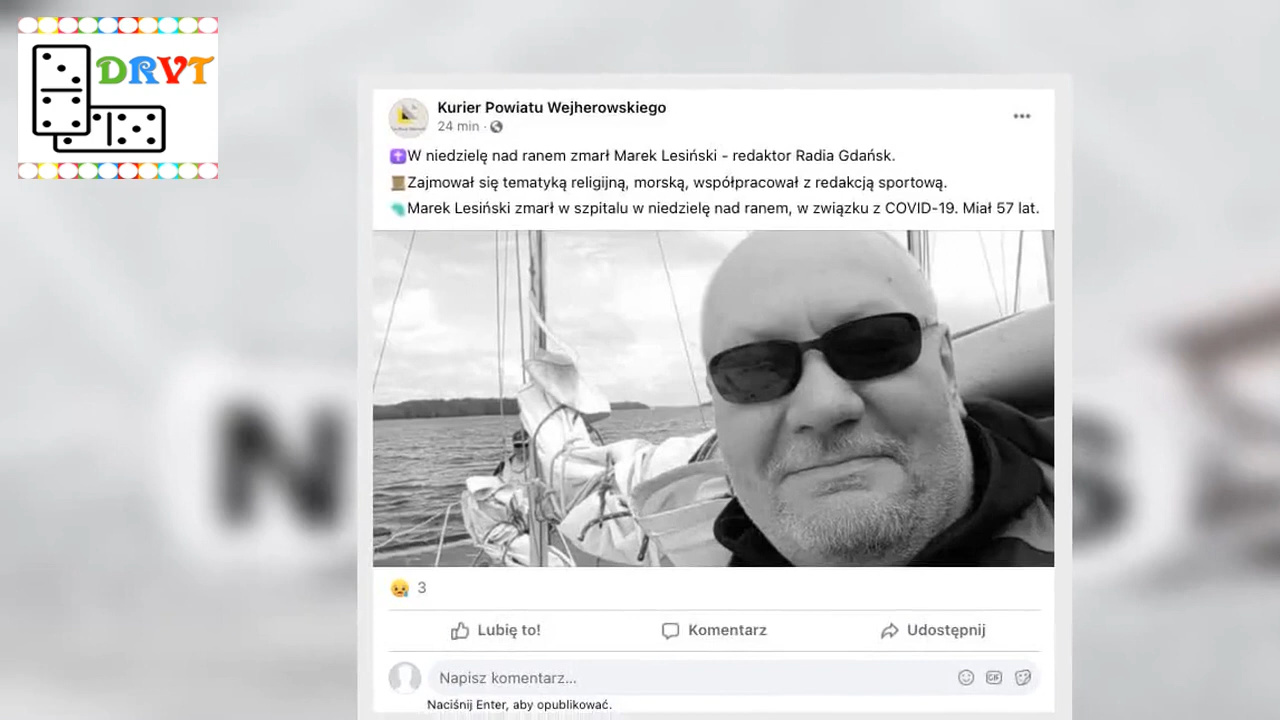 DRVT
Kurier Powiatu Wejherowskiego
24 min ·
W niedzielę nad ranem zmarł Marek Lesiński - redaktor Radia Gdańsk.
Zajmował się tematyką religijną, morską, współpracował z redakcją sportową.
Marek Lesiński zmarł w szpitalu w niedzielę nad ranem, w związku z COVID-19. Miał 57 lat.
3
Lubię to! Komentarz Udostępnij
Napisz komentarz... GIF
Naciśnij Enter, aby opublikować.